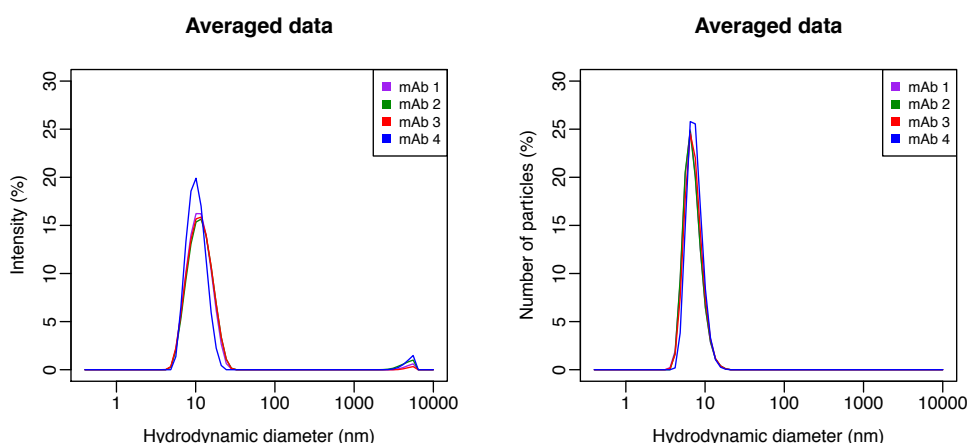 Averaged data
30
25
20
15
10
5
0
Intensity (%)
mAb 1
mAb 2
mAb 3
mAb 4
1 10 100 1000 10000
Hydrodynamic diameter (nm)
Averaged data
30
25
20
15
10
5
0
Number of particles (%)
mAb 1
mAb 2
mAb 3
mAb 4
1 10 100 1000 10000
Hydrodynamic diameter (nm)